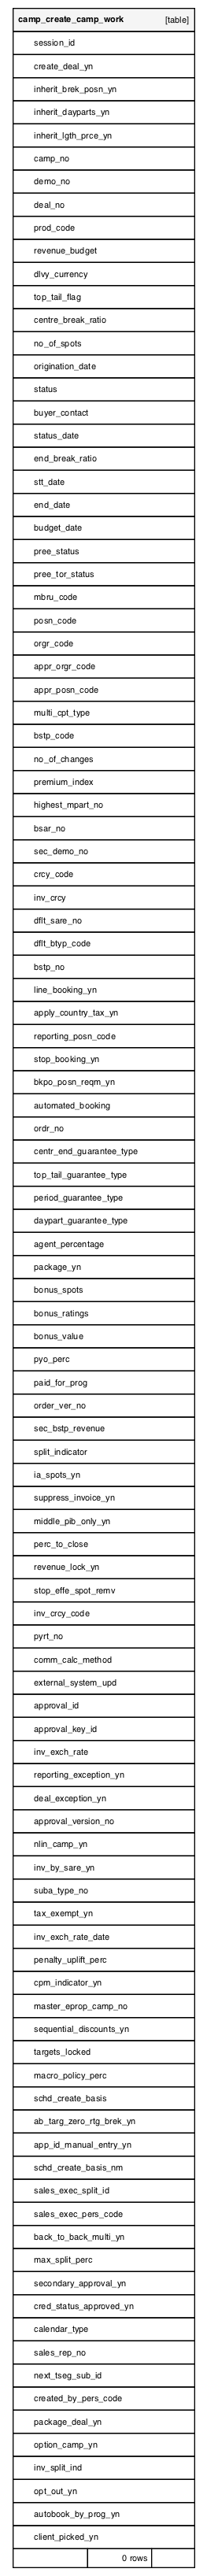 camp_create_camp_work [table]
session_id
create_deal_yn
inherit_brek_posn_yn
inherit_dayparts_yn
inherit_lgth_prce_yn
camp_no
demo_no
deal_no
prod_code
revenue_budget
dlvy_currency
top_tail_flag
centre_break_ratio
no_of_spots
origination_date
status
buyer_contact
status_date
end_break_ratio
stt_date
end_date
budget_date
pree_status
pree_tor_status
mbru_code
posn_code
orgr_code
appr_orgr_code
appr_posn_code
multi_cpt_type
bstp_code
no_of_changes
premium_index
highest_mpart_no
bsar_no
sec_demo_no
crcy_code
inv_crcy
dflt_sare_no
dflt_btyp_code
bstp_no
line_booking_yn
apply_country_tax_yn
reporting_posn_code
stop_booking_yn
bkpo_posn_reqm_yn
automated_booking
ordr_no
centr_end_guarantee_type
top_tail_guarantee_type
period_guarantee_type
daypart_guarantee_type
agent_percentage
package_yn
bonus_spots
bonus_ratings
bonus_value
pyo_perc
paid_for_prog
order_ver_no
sec_bstp_revenue
split_indicator
ia_spots_yn
suppress_invoice_yn
middle_pib_only_yn
perc_to_close
revenue_lock_yn
stop_effe_spot_remv
inv_crcy_code
pyrt_no
comm_calc_method
external_system_upd
approval_id
approval_key_id
inv_exch_rate
reporting_exception_yn
deal_exception_yn
approval_version_no
nlin_camp_yn
inv_by_sare_yn
suba_type_no
tax_exempt_yn
inv_exch_rate_date
penalty_uplift_perc
cpm_indicator_yn
master_eprop_camp_no
sequential_discounts_yn
targets_locked
macro_policy_perc
schd_create_basis
ab_targ_zero_rtg_brek_yn
app_id_manual_entry_yn
schd_create_basis_nm
sales_exec_split_id
sales_exec_pers_code
back_to_back_multi_yn
max_split_perc
secondary_approval_yn
cred_status_approved_yn
calendar_type
sales_rep_no
next_tseg_sub_id
created_by_pers_code
package_deal_yn
option_camp_yn
inv_split_ind
opt_out_yn
autobook_by_prog_yn
client_picked_yn
0 rows